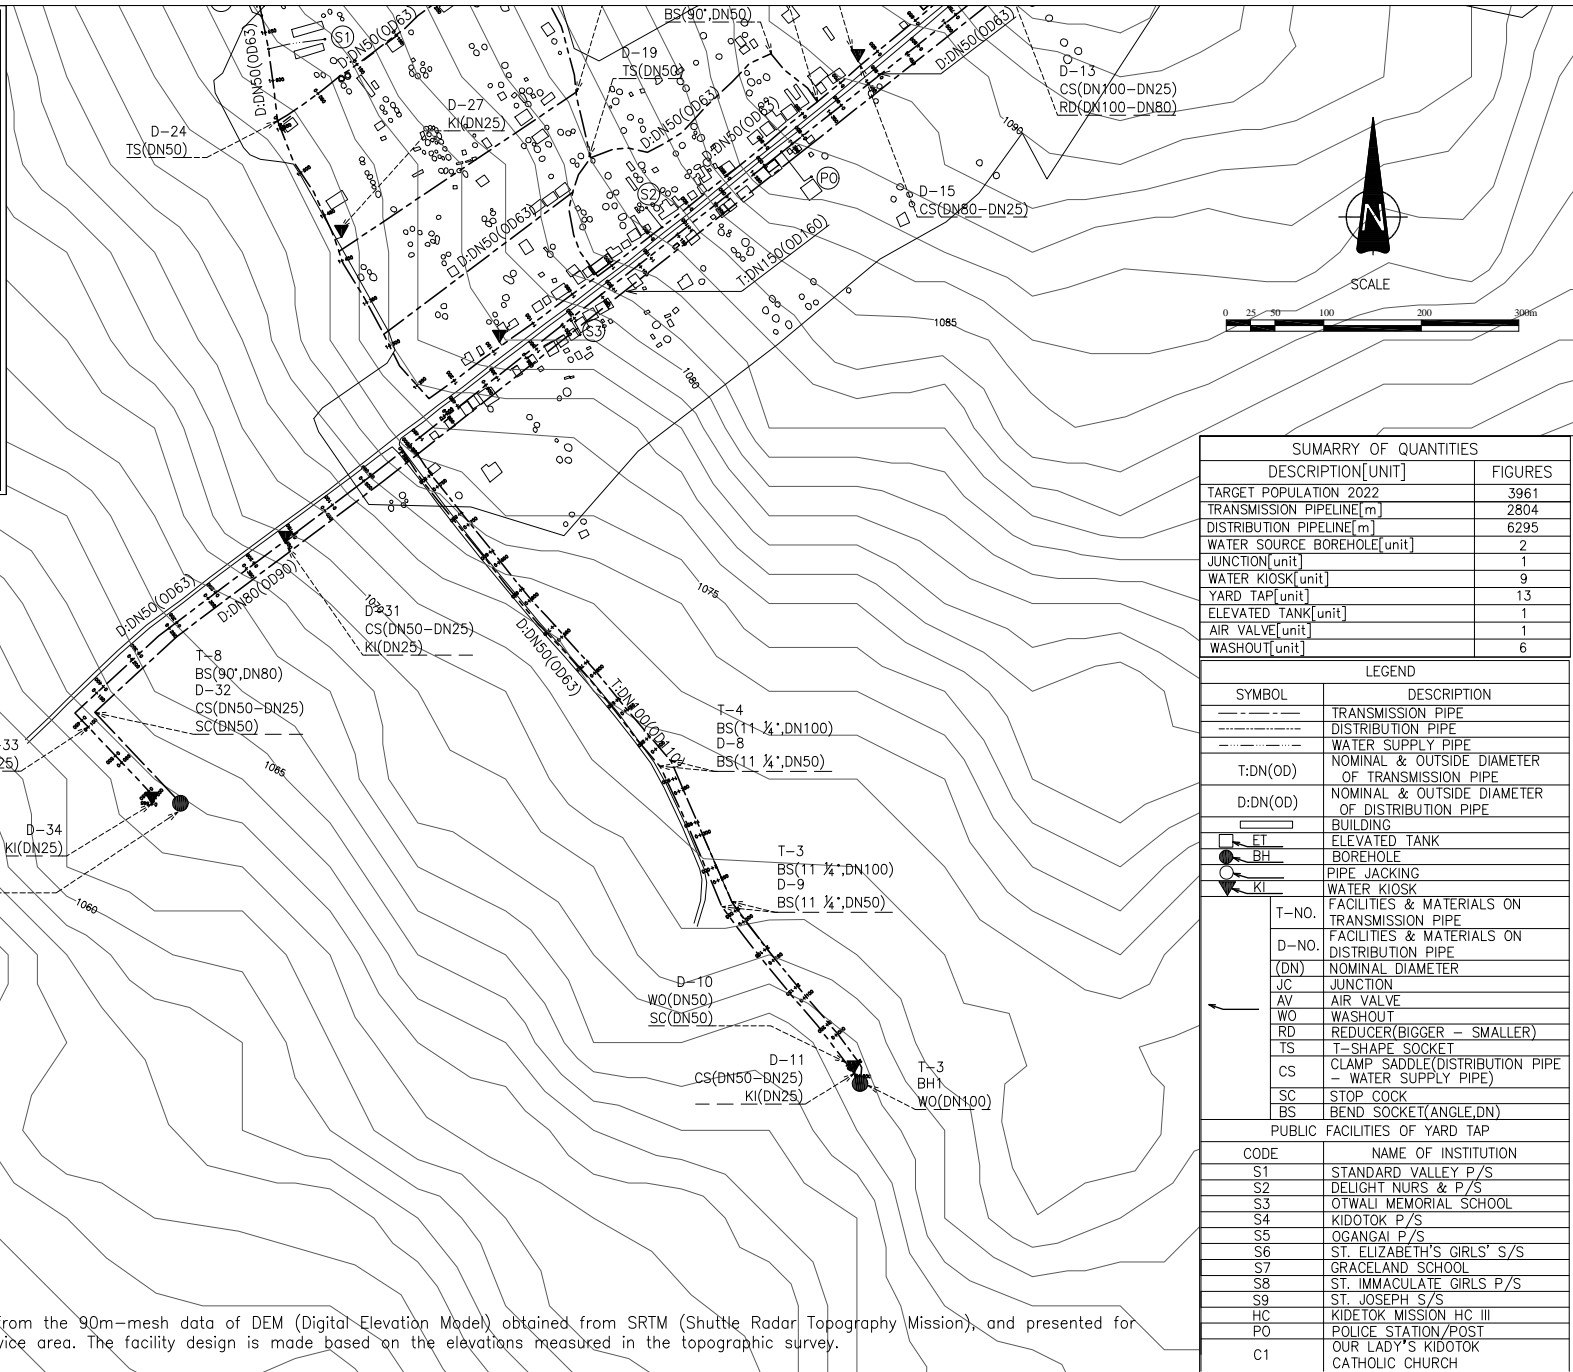 BS(90°,DN50)
D:DN50(OD63)
D:DN50(OD63)
S1
D:DN50(OD63)
D-19
TS(DN50)
D-13
CS(DN100-DN25)
RD(DN100-DN80)
D-27
KI(DN25)
D-24
TS(DN50)
D:DN50(OD63)
D:DN50(OD63)
1090
PO
S2
D-15
CS(DN80-DN25)
D:DN50(OD63)
T:DN150(OD160)
N
SCALE
0 25 50 100 200 300m
1085
S3
1080
SUMARRY OF QUANTITIES
DESCRIPTION[UNIT] FIGURES
TARGET POPULATION 2022 3961
TRANSMISSION PIPELINE[m] 2804
DISTRIBUTION PIPELINE[m] 6295
WATER SOURCE BOREHOLE[unit] 2
JUNCTION[unit] 1
WATER KIOSK[unit] 9
YARD TAP[unit] 13
ELEVATED TANK[unit] 1
AIR VALVE[unit] 1
WASHOUT[unit] 6
D:DN50(OD63)
D:DN80(OD90)
1075
D-31
CS(DN50-DN25)
KI(DN25)
T-8
BS(90°,DN80)
D-32
CS(DN50-DN25)
SC(DN50)
D:DN50(OD63)
T:DN100(OD110)
T-4
BS(11 ¼°,DN100)
D-8
BS(11 ¼°,DN50)
-33
25)
1065
D-34
KI(DN25)
T-3
BS(11 ¼°,DN100)
D-9
BS(11 ¼°,DN50)
1060
D-10
WO(DN50)
SC(DN50)
D-11
CS(DN50-DN25)
KI(DN25)
T-3
BH1
WO(DN100)
LEGEND
SYMBOL DESCRIPTION
TRANSMISSION PIPE
DISTRIBUTION PIPE
WATER SUPPLY PIPE
T:DN(OD) NOMINAL & OUTSIDE DIAMETER
OF TRANSMISSION PIPE
D:DN(OD) NOMINAL & OUTSIDE DIAMETER
OF DISTRIBUTION PIPE
BUILDING
ET ELEVATED TANK
BH BOREHOLE
PIPE JACKING
KI WATER KIOSK
T-NO. FACILITIES & MATERIALS ON
TRANSMISSION PIPE
D-NO. FACILITIES & MATERIALS ON
DISTRIBUTION PIPE
(DN) NOMINAL DIAMETER
JC JUNCTION
AV AIR VALVE
WO WASHOUT
RD REDUCER(BIGGER - SMALLER)
TS T-SHAPE SOCKET
CS CLAMP SADDLE(DISTRIBUTION PIPE
- WATER SUPPLY PIPE)
SC STOP COCK
BS BEND SOCKET(ANGLE,DN)
PUBLIC FACILITIES OF YARD TAP
CODE NAME OF INSTITUTION
S1 STANDARD VALLEY P/S
S2 DELIGHT NURS & P/S
S3 OTWALI MEMORIAL SCHOOL
S4 KIDOTOK P/S
S5 OGANGAI P/S
S6 ST. ELIZABETH'S GIRLS' S/S
S7 GRACELAND SCHOOL
S8 ST. IMMACULATE GIRLS P/S
S9 ST. JOSEPH S/S
HC KIDETOK MISSION HC III
PO POLICE STATION/POST
C1 OUR LADY'S KIDOTOK
CATHOLIC CHURCH
from the 90m-mesh data of DEM (Digital Elevation Model) obtained from SRTM (Shuttle Radar Topography Mission), and presented for
vice area. The facility design is made based on the elevations measured in the topographic survey.